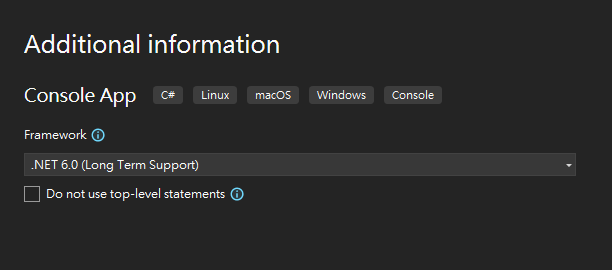 Additional information
Console App C# Linux macOS Windows Console
Framework
.NET 6.0 (Long Term Support)
Do not use top-level statements